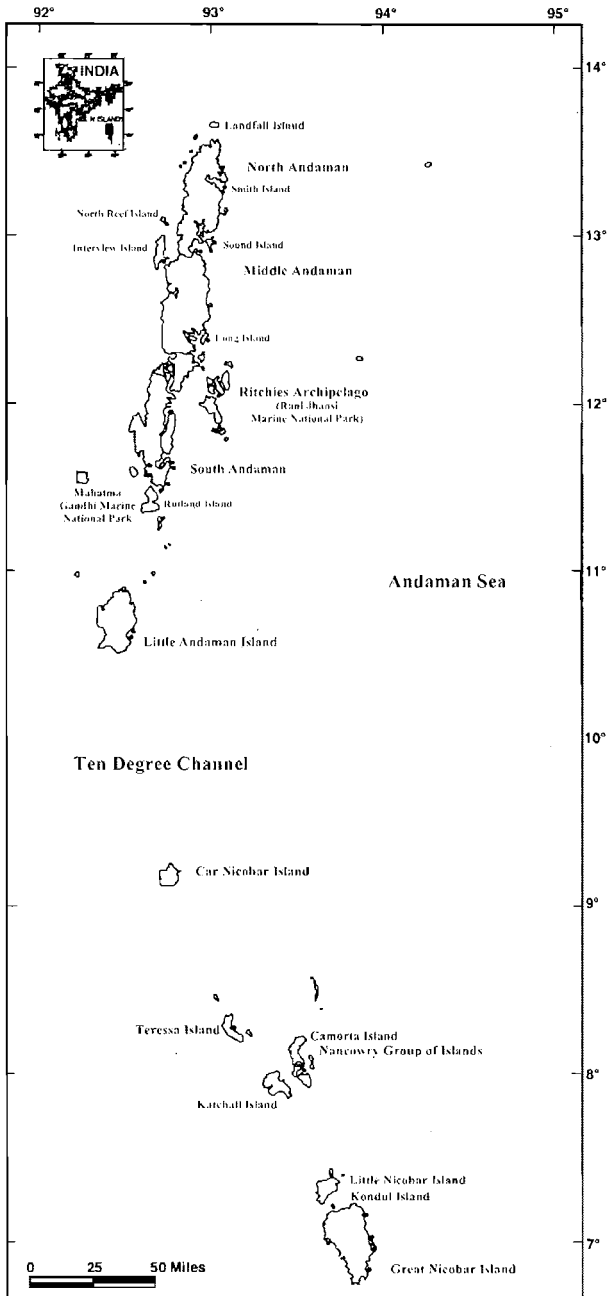 92°
93°
94°
95°
14°
INDIA
Landfall Island
North Andaman
Smith Island
North Reef Island
13°
Interview Island
Sound Island
Middle Andaman
Long Island
Ritchies Archipelago
(Rani Jhansi
Marine National Park)
12°
South Andaman
Mahatma
Gandhi Marine
National Park
Rutland Island
11°
Andaman Sea
Little Andaman Island
10°
Ten Degree Channel
Car Nicobar Island
9°
Teressa Island
Camorta Island
Nancowry Group of Islands
8°
Katchall Island
Little Nicobar Island
Kondul Island
7°
Great Nicobar Island
0 25 50 Miles